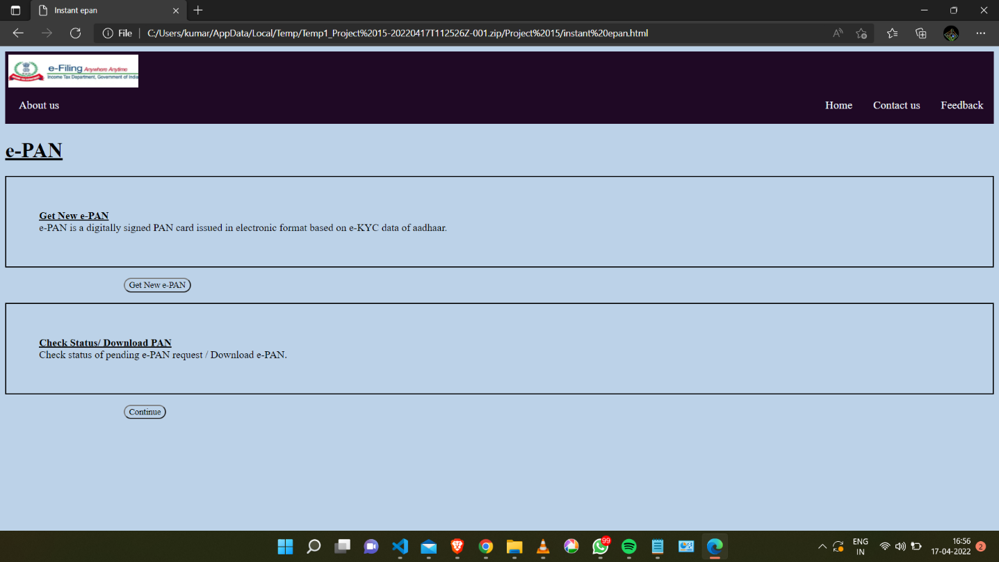 Instant epan
File
C:/Users/kumar/AppData/Local/Temp/Temp1_Project%2015-20220417T112526Z-001.zip/Project%2015/instant%20epan.html
e-Filing Anywhere Anytime
Income Tax Department, Government of India
About us
Home
Contact us
Feedback
e-PAN
Get New e-PAN
e-PAN is a digitally signed PAN card issued in electronic format based on e-KYC data of aadhaar.
Get New e-PAN
Check Status/ Download PAN
Check status of pending e-PAN request / Download e-PAN.
Continue
99
ENG
IN
16:56
17-04-2022
2